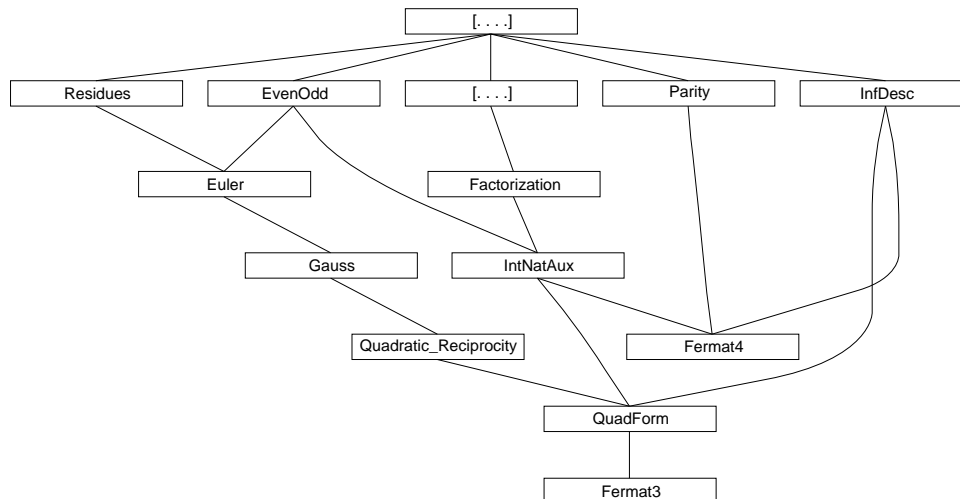 [. . . .]
Residues
EvenOdd
[. . . .]
Parity
InfDesc
Euler
Factorization
Gauss
IntNatAux
Quadratic_Reciprocity
Fermat4
QuadForm
Fermat3